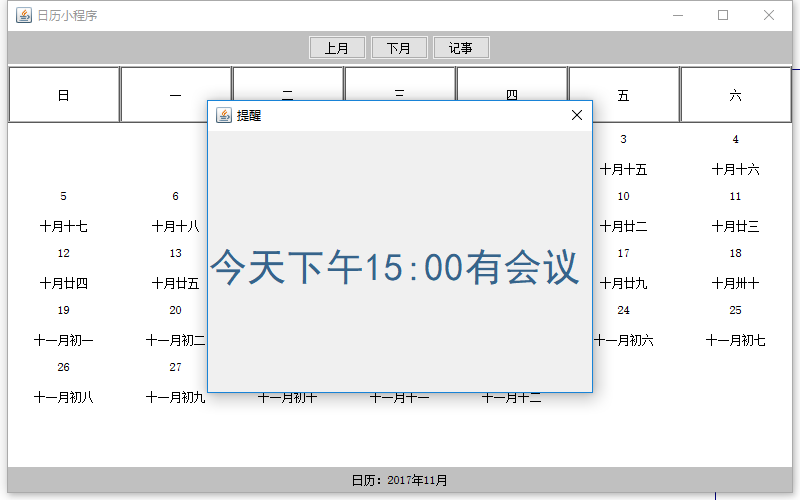 日历小程序
上月 下月 记事
日 一 二 三 四 五 六
提醒
3 4
十月十五 十月十六
5 6 10 11
十月十七 十月十八 十月廿二 十月廿三
12 13 17 18
十月廿四 十月廿五 十月廿九 十月卅十
今天下午15:00有会议
19 20 24 25
十一月初一 十一月初二 十一月初六 十一月初七
26 27
十一月初八 十一月初九 十一月初十 十一月十一 十一月十二
日历：2017年11月